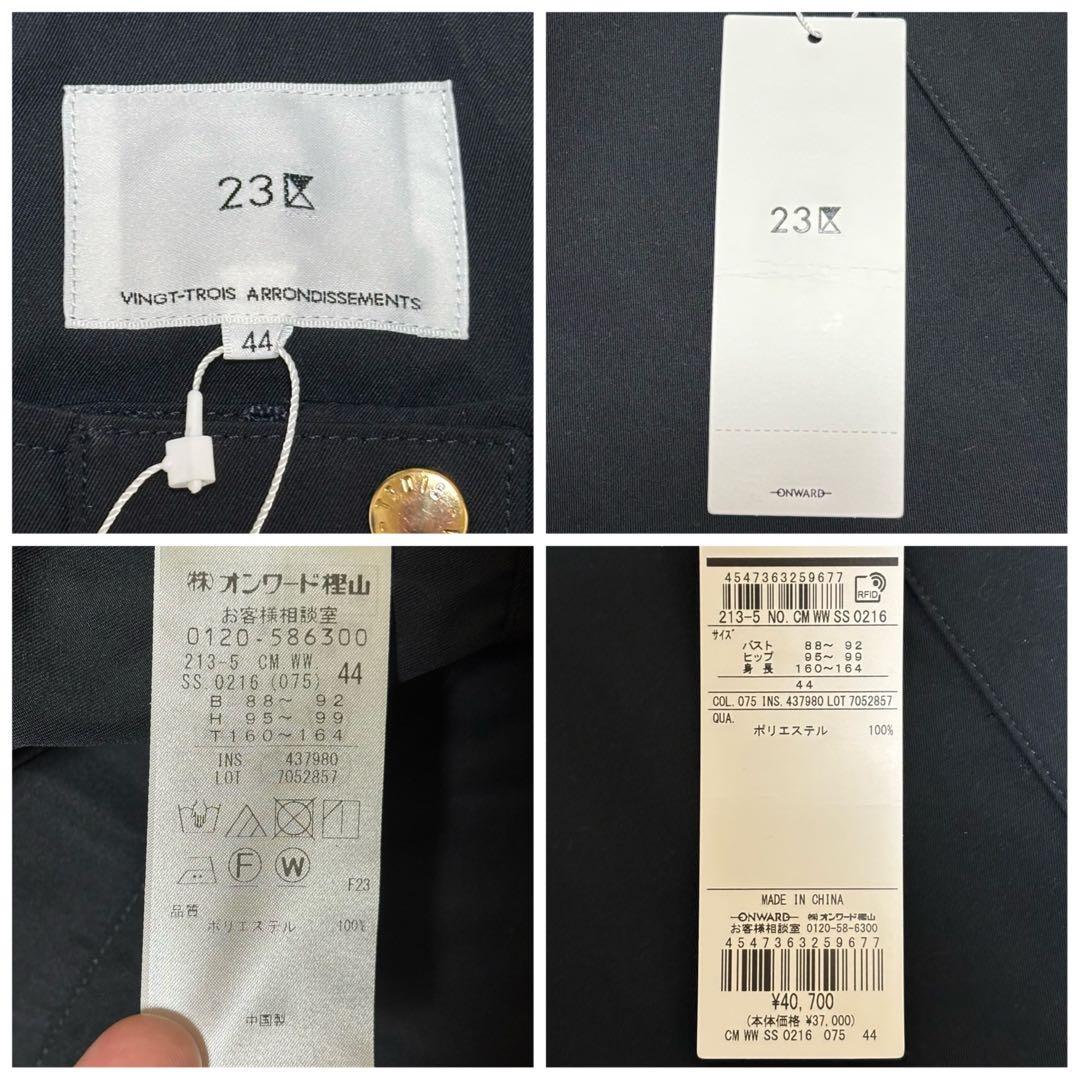 23区
VINGT-TROIS ARRONDISSEMENTS
44
23区
ONWARD
㈱オンワード樫山
お客様相談室
0120-586300
213-5 CM WW
SS.0216 (075) 44
B 88~ 92
H 95~ 99
T160~164
INS 437980
LOT 7052857
F
W
F23
品質
ポリエステル 100%
中国製
4547363259677
RFID
213-5 NO. CM WW SS 0216
サイズ
バスト 88~ 92
ヒップ 95~ 99
身長 160~164
44
COL. 075 INS. 437980 LOT 7052857
QUA.
ポリエステル 100%
MADE IN CHINA
ONWARD ㈱オンワード樫山
お客様相談室 0120-58-6300
4547363259677
¥40,700
(本体価格 ¥37,000)
CM WW SS 0216 075 44